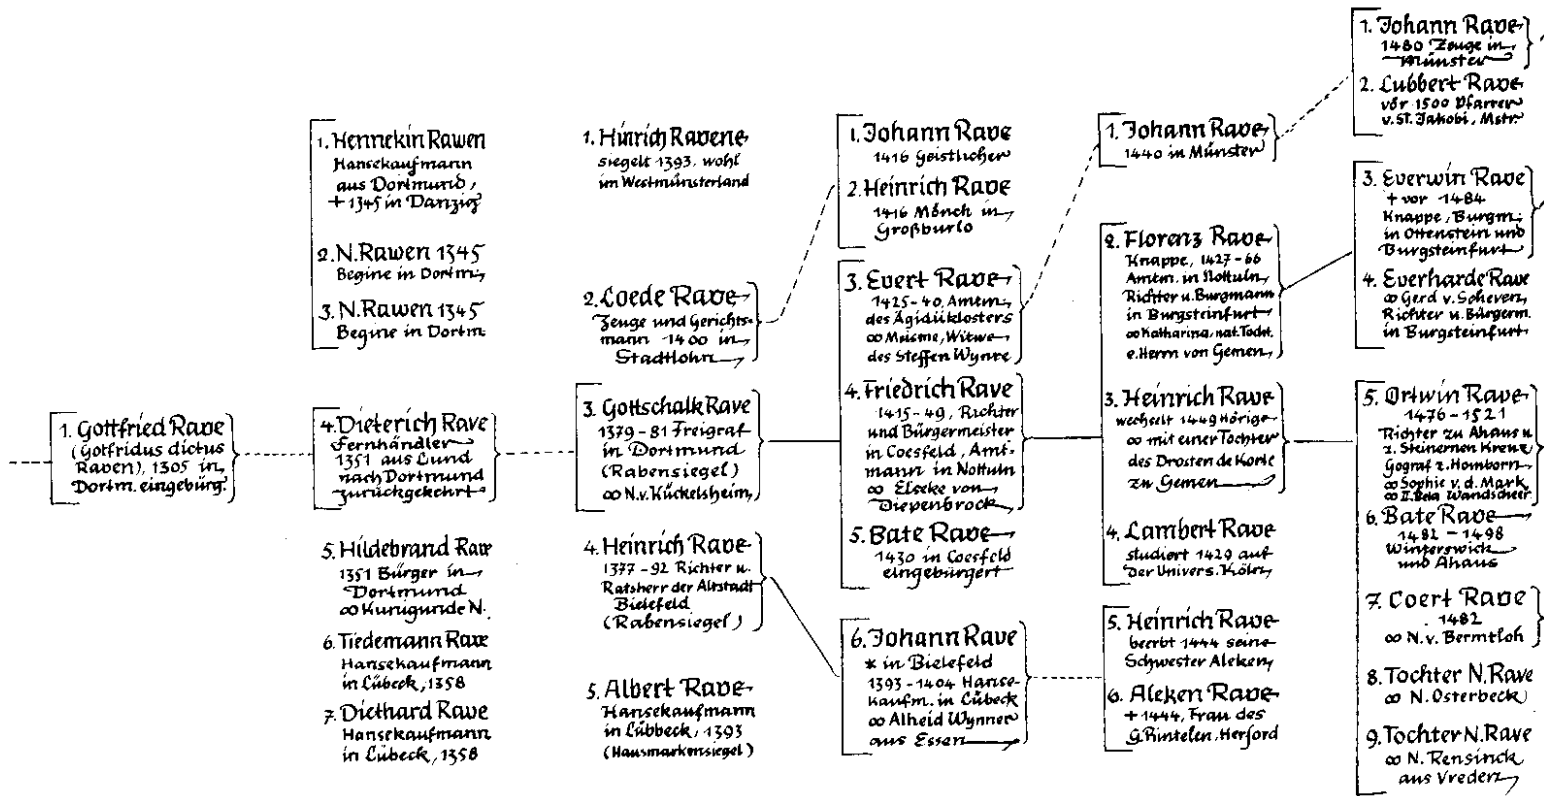 1. Gottfried Rave
(Gotfridus dictus
Raven), 1305 in
Dortm. eingebürg.
1. Hennekin Rawen
Hansekaufmann
aus Dortmund,
+ 1345 in Danzig
2. N. Rawen 1345
Begine in Dortm.
3. N. Rawen 1345
Begine in Dortm.
4. Dieterich Rave
Fernhändler
1351 aus Lund
nach Dortmund
zurückgekehrt
5. Hildebrand Rave
1351 Bürger in
Dortmund
∞ Kunigunde N.
6. Tiedemann Rave
Hansekaufmann
in Lübeck, 1358
7. Diethard Rave
Hansekaufmann
in Lübeck, 1358
1. Hinrich Ravene
siegelt 1393, wohl
im Westmünsterland
2. Loede Rave
Zeuge und Gerichts-
mann 1400 in
Stadtlohn
3. Gottschalk Rave
1379-81 Freigraf
in Dortmund
(Rabensiegel)
∞ N. v. Kückelsheim
4. Heinrich Rave
1377-92 Richter u.
Ratsherr der Altstadt
Bielefeld
(Rabensiegel)
5. Albert Rave
Hansekaufmann
in Lübbeck, 1393
(Hausmarkensiegel)
1. Johann Rave
1416 Geistlicher
2. Heinrich Rave
1416 Mönch in
Großburlo
3. Evert Rave
1425-40, Amtm.
des Ägidiiklosters
∞ Msisme, Witwe
des Steffen Wynre
4. Friedrich Rave
1415-49, Richter
und Bürgermeister
in Coesfeld, Amt-
mann in Nottuln
∞ Elseke von
Diepenbrock
5. Bate Rave
1430 in Coesfeld
eingebürgert
6. Johann Rave
* in Bielefeld
1393-1404 Hanse-
kaufm. in Lübeck
∞ Alheid Wynner
aus Essen
1. Johann Rave
1440 in Münster
2. Florenz Rave
Knappe, 1427-66
Amtm. in Nottuln,
Richter u. Burgmann
in Burgsteinfurt
∞ Katharina, nat. Tocht.
e. Herrn von Gemen
3. Heinrich Rave
wechselt 1449 Hörige
∞ mit einer Tochter
des Drosten de Korte
zu Gemen
4. Lambert Rave
studiert 1429 auf
der Univers. Köln
5. Heinrich Rave
beerbt 1444 seine
Schwester Aleken
6. Aleken Rave
+ 1444, Frau des
G. Rintelen, Herford
1. Johann Rave
1480 Zeuge in
Münster
2. Lubbert Rave
vor 1500 Pfarrer
v. St. Jakobi, Mstr.
3. Everwin Rave
+ vor 1484
Knappe, Burgm.
in Ottenstein und
Burgsteinfurt
4. Everharde Rave
∞ Gerd v. Scheven,
Richter u. Bürgerm.
in Burgsteinfurt
5. Ortwin Rave
1476-1521
Richter zu Ahaus u.
z. Steinernen Kreuz
Gograf z. Homborn
∞ Sophie v. d. Mark
∞ II. Bela Wandscheer
6. Bate Rave
1482-1498
Winterswick
und Ahaus
7. Coert Rave
1482
∞ N. v. Bermtloh
8. Tochter N. Rave
∞ N. Osterbeck
9. Tochter N. Rave
∞ N. Rensinck
aus Vreden